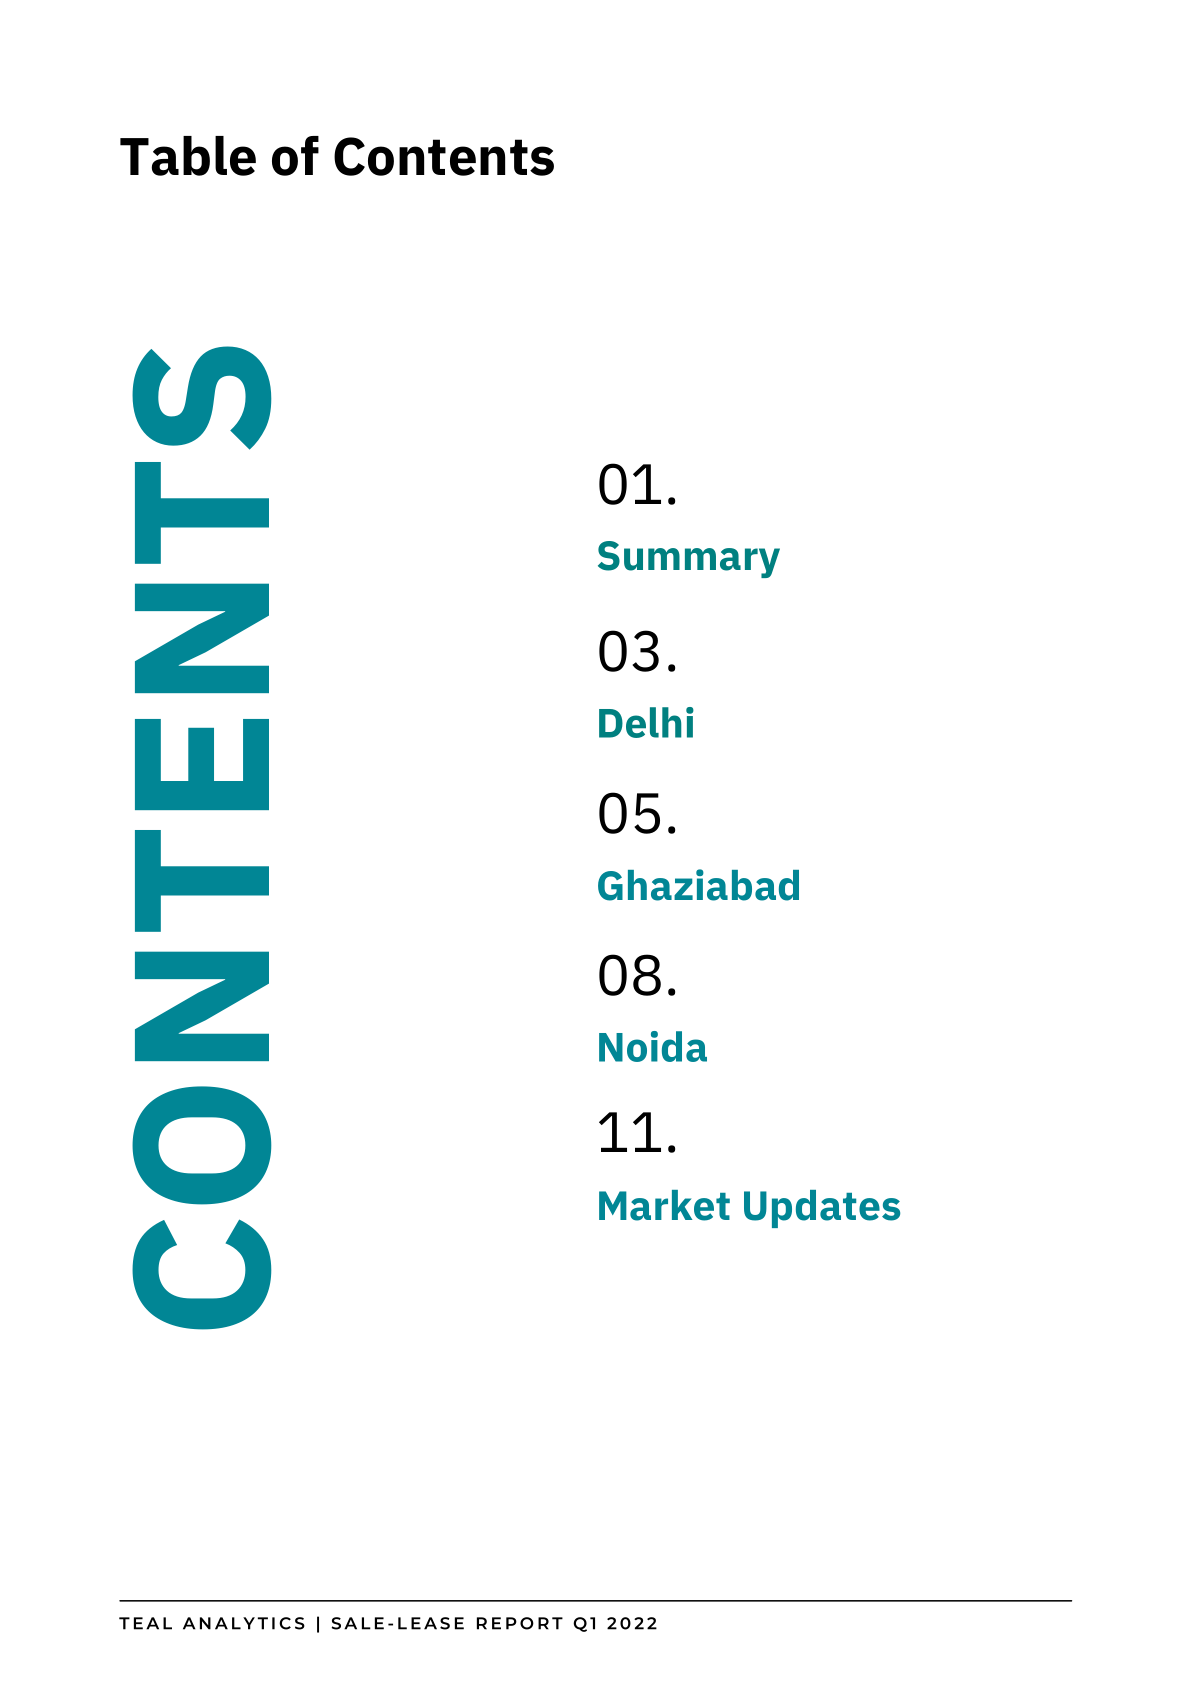 Table of Contents
CONTENTS
01.
Summary
03.
Delhi
05.
Ghaziabad
08.
Noida
11.
Market Updates
TEAL ANALYTICS | SALE-LEASE REPORT Q1 2022